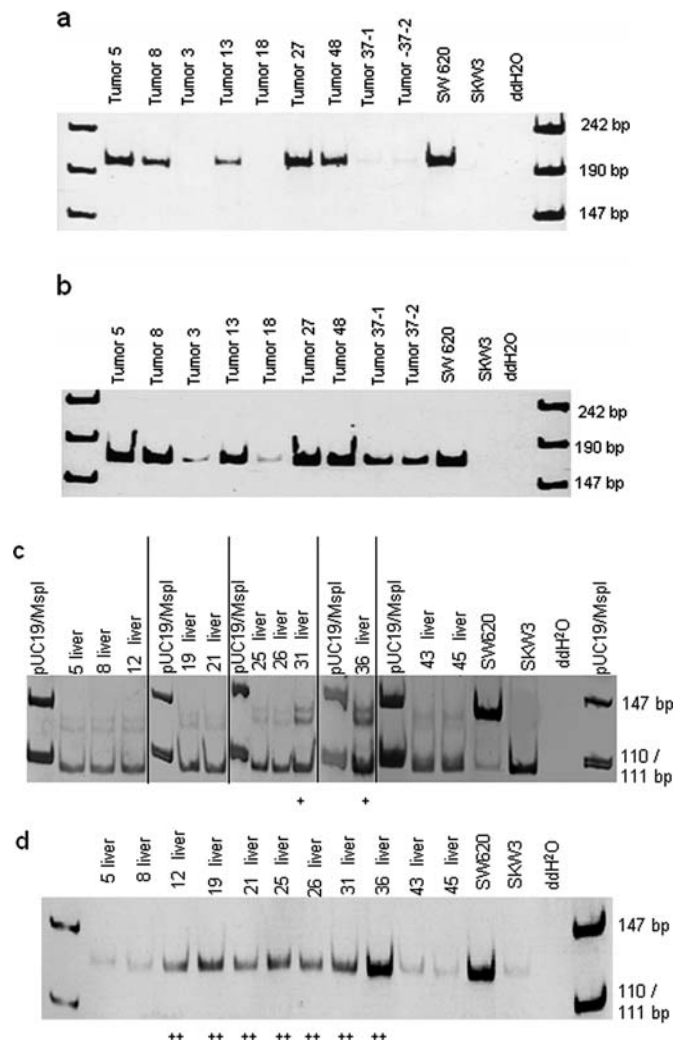 a
Tumor 5
Tumor 8
Tumor 3
Tumor 13
Tumor 18
Tumor 27
Tumor 48
Tumor 37-1
Tumor -37-2
SW 620
SKW3
ddH2O
242 bp
190 bp
147 bp
b
Tumor 5
Tumor 8
Tumor 3
Tumor 13
Tumor 18
Tumor 27
Tumor 48
Tumor 37-1
Tumor 37-2
SW 620
SKW3
ddH2O
242 bp
190 bp
147 bp
c
pUC19/MspI
5 liver
8 liver
12 liver
pUC19/MspI
19 liver
21 liver
pUC19/MspI
25 liver
26 liver
31 liver
pUC19/MspI
36 liver
pUC19/MspI
43 liver
45 liver
SW620
SKW3
ddH²O
pUC19/MspI
147 bp
110 /
111 bp
+ +
d
5 liver
8 liver
12 liver
19 liver
21 liver
25 liver
26 liver
31 liver
36 liver
43 liver
45 liver
SW620
SKW3
ddH²O
147 bp
110 /
111 bp
++ ++ ++ ++ ++ ++ ++